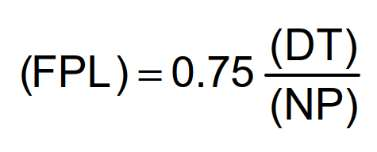 (FPL) = 0.75 (DT)
(NP)